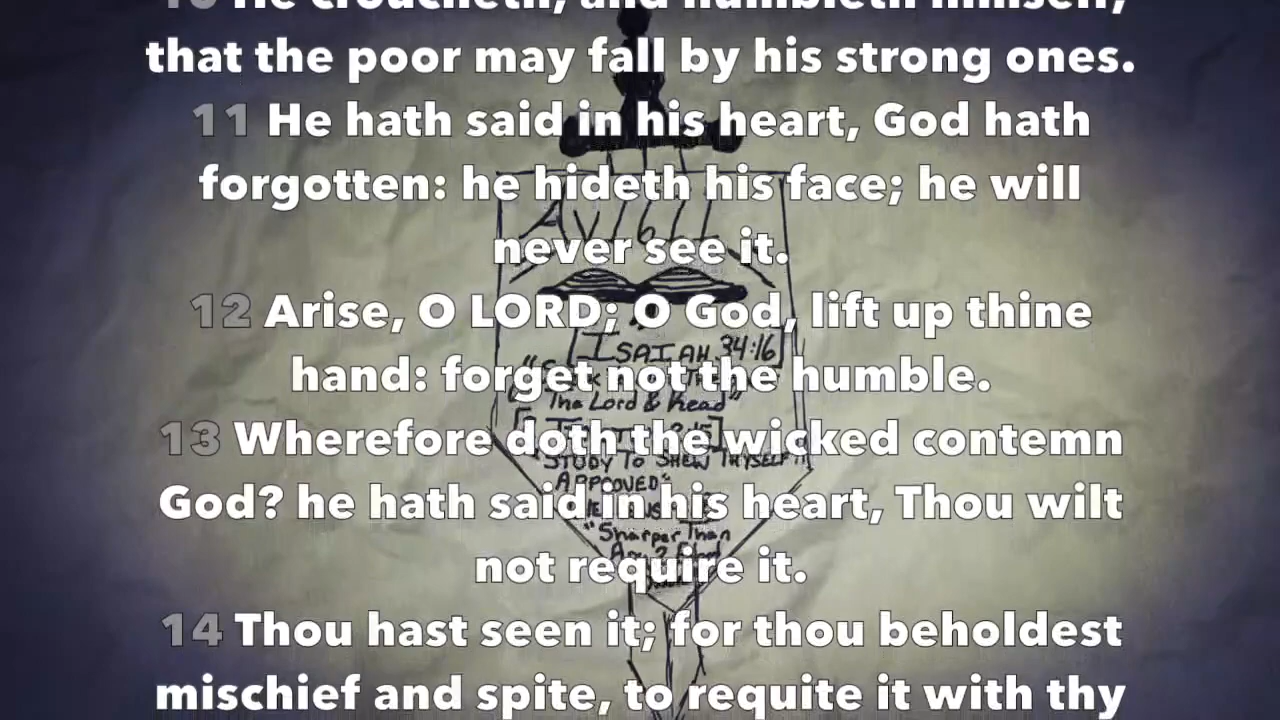 10 He croucheth, and humbleth himself,
that the poor may fall by his strong ones.
11 He hath said in his heart, God hath
forgotten: he hideth his face; he will
never see it.
12 Arise, O LORD; O God, lift up thine
hand: forget not the humble.
13 Wherefore doth the wicked contemn
God? he hath said in his heart, Thou wilt
not require it.
14 Thou hast seen it; for thou beholdest
mischief and spite, to requite it with thy
AV1611
[ISAIAH 34:16]
The Lord & Read"
"STUDY TO SHEW THYSELF
APPROVED"
"Sharper Than